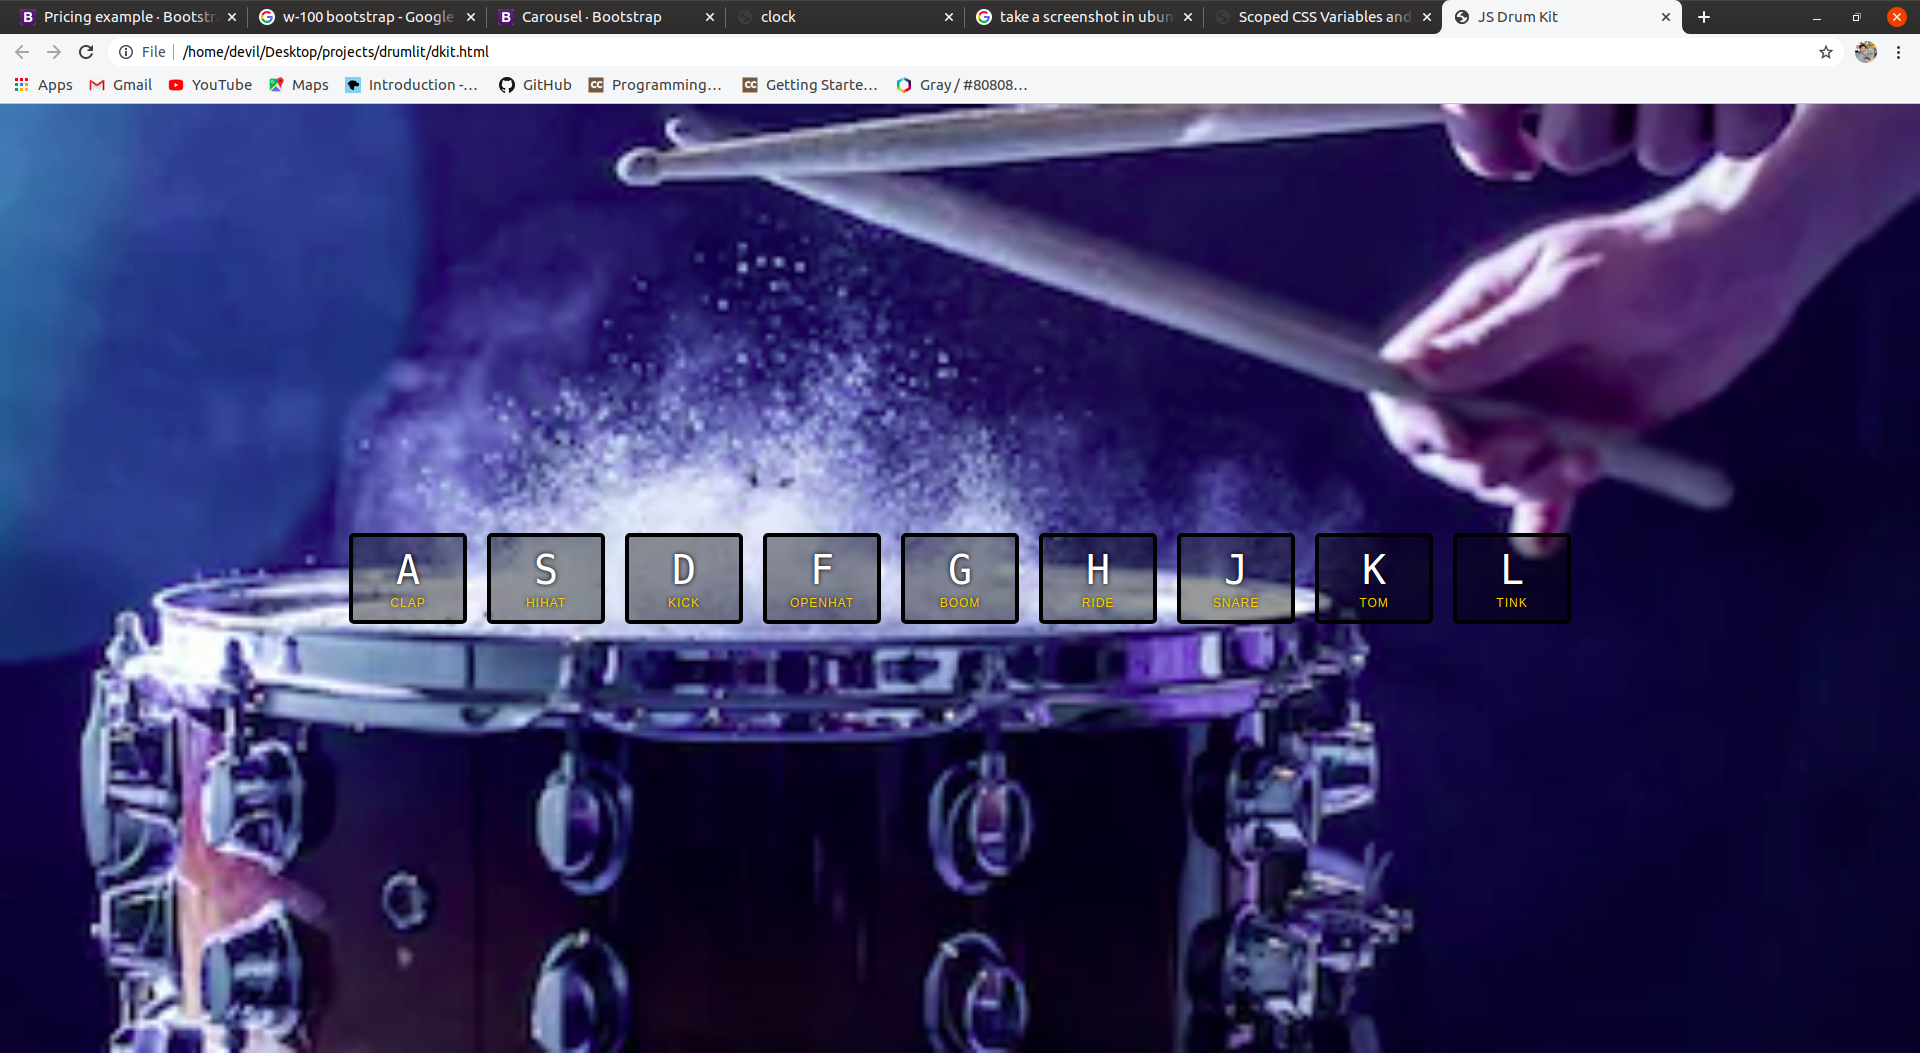 Pricing example · Bootstr
w-100 bootstrap - Google
Carousel · Bootstrap
clock
take a screenshot in ubun
Scoped CSS Variables and
JS Drum Kit
File /home/devil/Desktop/projects/drumlit/dkit.html
Apps Gmail YouTube Maps Introduction -... GitHub Programming... Getting Starte... Gray / #80808...
A S D F G H J K L
CLAP HIHAT KICK OPENHAT BOOM RIDE SNARE TOM TINK